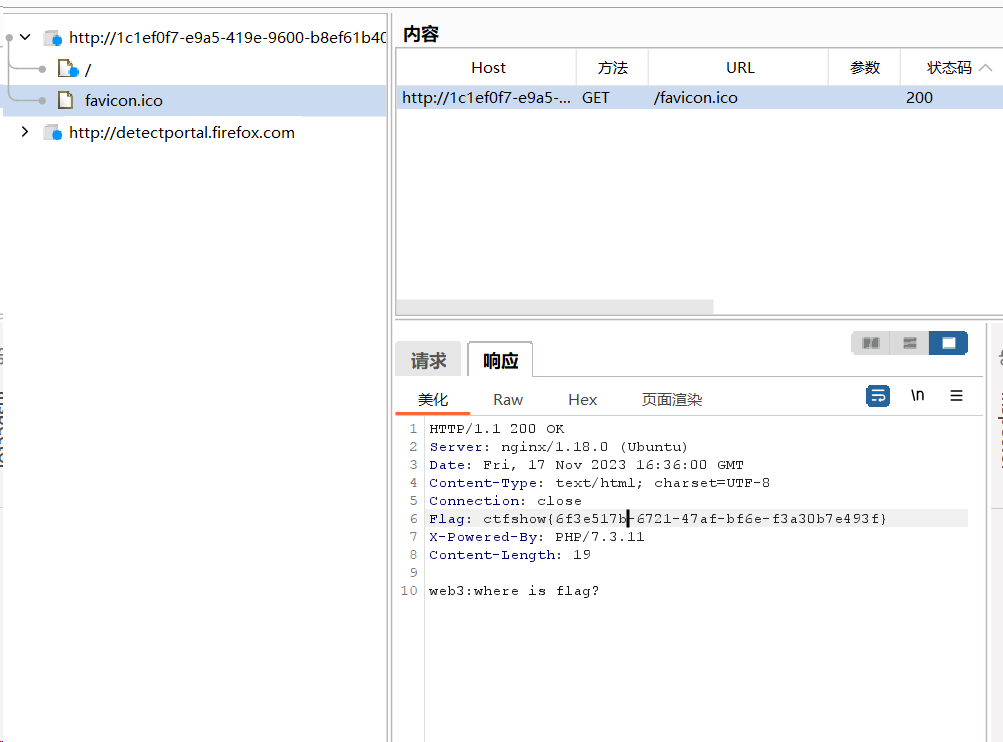 http://1c1ef0f7-e9a5-419e-9600-b8ef61b40
/
favicon.ico
http://detectportal.firefox.com
内容
Host 方法 URL 参数 状态码
http://1c1ef0f7-e9a5-... GET /favicon.ico 200
请求 响应
美化 Raw Hex 页面渲染 \n
1 HTTP/1.1 200 OK
2 Server: nginx/1.18.0 (Ubuntu)
3 Date: Fri, 17 Nov 2023 16:36:00 GMT
4 Content-Type: text/html; charset=UTF-8
5 Connection: close
6 Flag: ctfshow{6f3e517b-6721-47af-bf6e-f3a30b7e493f}
7 X-Powered-By: PHP/7.3.11
8 Content-Length: 19
9
10 web3:where is flag?